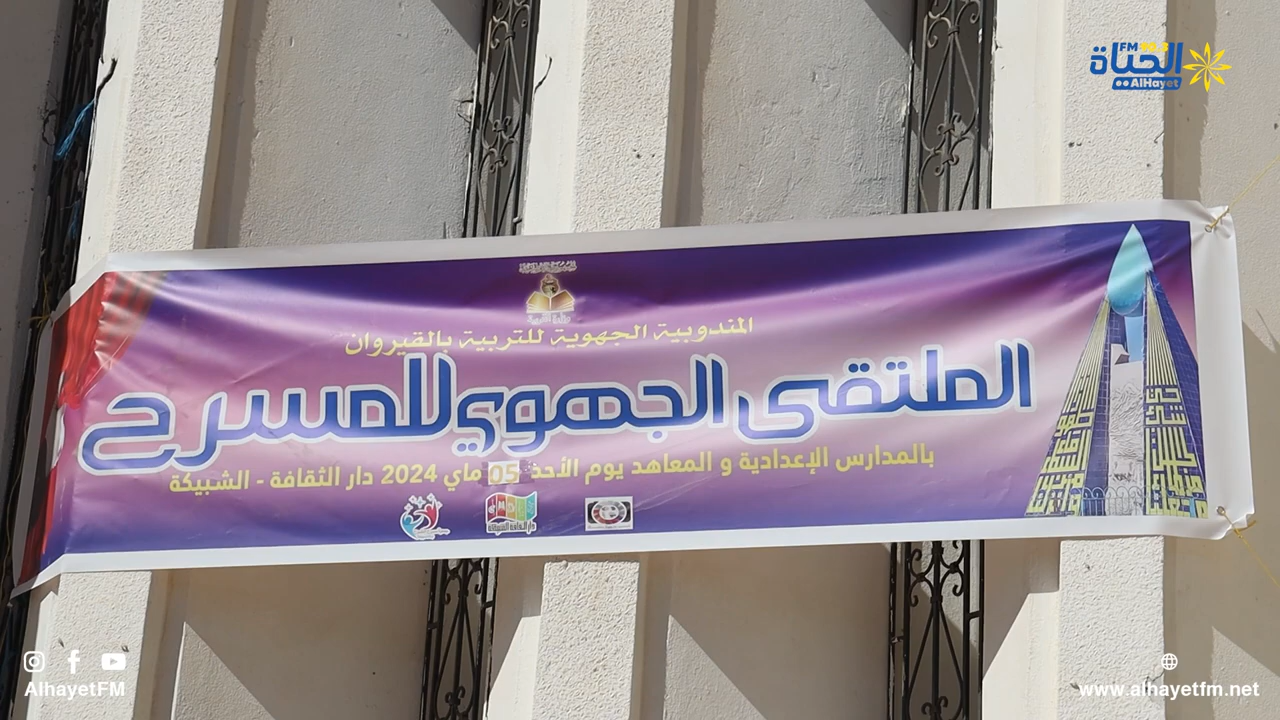 الحياة
FM
AlHayet
المندوبية الجهوية للتربية بالقيروان
الملتقى الجهوي للمسرح
بالمدارس الإعدادية و المعاهد يوم الأحد 05 ماي 2024 دار الثقافة - الشبيكة
AlhayetFM
www.alhayetfm.net